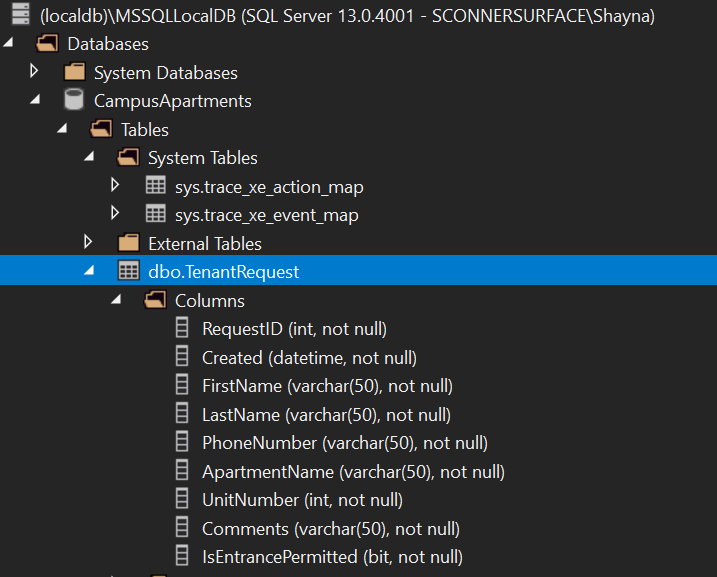 (localdb)\MSSQLLocalDB (SQL Server 13.0.4001 - SCONNERSURFACE\Shayna)
Databases
System Databases
CampusApartments
Tables
System Tables
sys.trace_xe_action_map
sys.trace_xe_event_map
External Tables
dbo.TenantRequest
Columns
RequestID (int, not null)
Created (datetime, not null)
FirstName (varchar(50), not null)
LastName (varchar(50), not null)
PhoneNumber (varchar(50), not null)
ApartmentName (varchar(50), not null)
UnitNumber (int, not null)
Comments (varchar(50), not null)
IsEntrancePermitted (bit, not null)